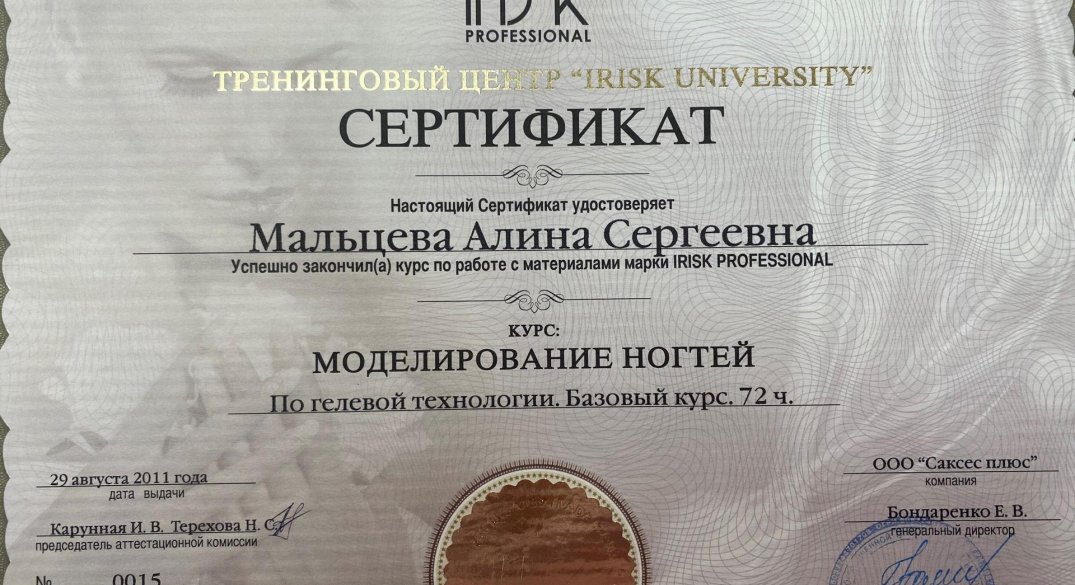 PROFESSIONAL
ТРЕНИНГОВЫЙ ЦЕНТР “IRISK UNIVERSITY”
СЕРТИФИКАТ
Настоящий Сертификат удостоверяет
Мальцева Алина Сергеевна
Успешно закончил(а) курс по работе с материалами марки IRISK PROFESSIONAL
КУРС:
МОДЕЛИРОВАНИЕ НОГТЕЙ
По гелевой технологии. Базовый курс. 72 ч.
29 августа 2011 года
дата выдачи
Карунная И. В. Терехова Н. С.
председатель аттестационной комиссии
№ 0015
ООО “Саксес плюс”
компания
Бондаренко Е. В.
генеральный директор